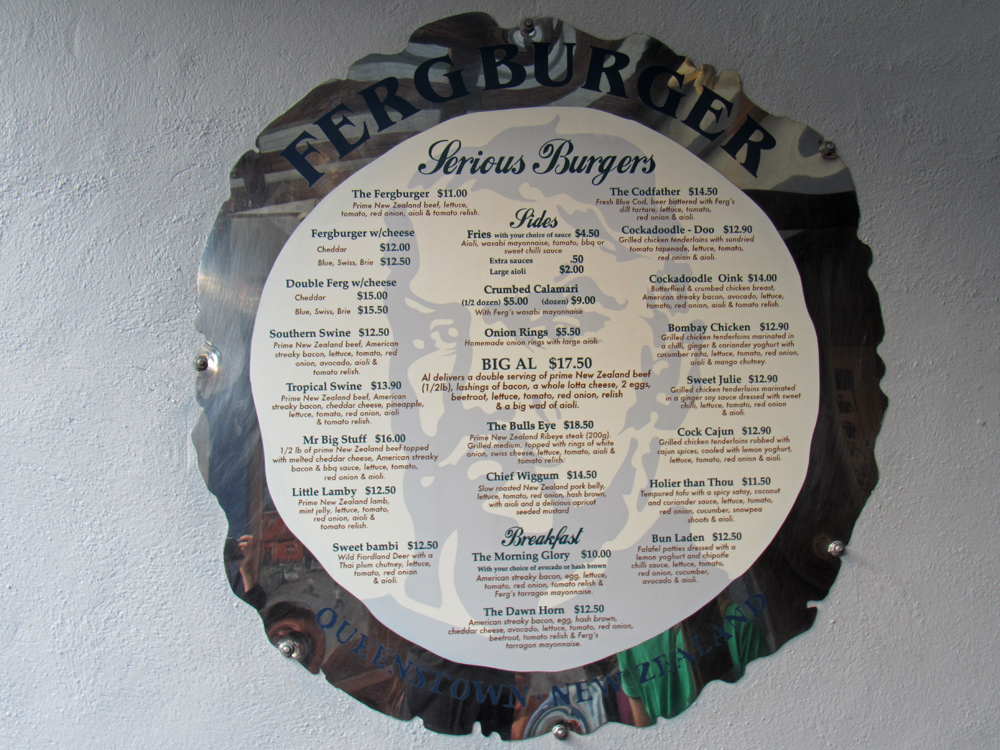 FERGBURGER
Serious Burgers
The Fergburger $11.00
Prime New Zealand beef, lettuce,
tomato, red onion, aioli & tomato relish.
Fergburger w/cheese
Cheddar $12.00
Blue, Swiss, Brie $12.50
Double Ferg w/cheese
Cheddar $15.00
Blue, Swiss, Brie $15.50
Southern Swine $12.50
Prime New Zealand beef, American
streaky bacon, lettuce, tomato, red
onion, avocado, aioli &
tomato relish.
Tropical Swine $13.90
Prime New Zealand beef, American
streaky bacon, cheddar cheese, pineapple,
lettuce, tomato, red onion, aioli
& tomato relish.
Mr Big Stuff $16.00
1/2 lb of prime New Zealand beef topped
with melted cheddar cheese, American streaky
bacon & bbq sauce, lettuce, tomato,
red onion & aioli.
Little Lamby $12.50
Prime New Zealand lamb,
mint jelly, lettuce, tomato,
red onion, aioli &
tomato relish.
Sweet bambi $12.50
Wild Fiordland Deer with a
Thai plum chutney, lettuce,
tomato, red onion
& aioli.
Sides
Fries with your choice of sauce $4.50
Aioli, wasabi mayonnaise, tomato, bbq or
sweet chilli sauce
Extra sauces .50
Large aioli $2.00
Crumbed Calamari
(1/2 dozen) $5.00 (dozen) $9.00
With Ferg's wasabi mayonnaise
Onion Rings $5.50
Homemade onion rings with large aioli.
BIG AL $17.50
Al delivers a double serving of prime New Zealand beef
(1/2lb), lashings of bacon, a whole lotta cheese, 2 eggs,
beetroot, lettuce, tomato, red onion, relish
& a big wad of aioli.
The Bulls Eye $18.50
Prime New Zealand Ribeye steak (200g).
Grilled medium, topped with rings of white
onion, swiss cheese, lettuce, tomato, aioli &
tomato relish.
Chief Wiggum $14.50
Slow roasted New Zealand pork belly,
lettuce, tomato, red onion, hash brown,
with aioli and a delicious apricot
seeded mustard
Breakfast
The Morning Glory $10.00
With your choice of avocado or hash brown
American streaky bacon, egg, lettuce,
tomato, red onion, tomato relish &
Ferg's tarragon mayonnaise.
The Dawn Horn $12.50
American streaky bacon, egg, hash brown,
cheddar cheese, avocado, lettuce, tomato, red onion,
beetroot, tomato relish & Ferg's
tarragon mayonnaise.
The Codfather $14.50
Fresh Blue Cod, beer battered with Ferg's
dill tartare, lettuce, tomato,
red onion & aioli.
Cockadoodle - Doo $12.90
Grilled chicken tenderloins with sundried
tomato tapenade, lettuce, tomato,
red onion & aioli.
Cockadoodle Oink $14.00
Butterflied & crumbed chicken breast,
American streaky bacon, avocado, lettuce,
tomato, red onion, aioli & tomato relish.
Bombay Chicken $12.90
Grilled chicken tenderloins marinated in
a chilli, ginger & coriander yoghurt with
cucumber raita, lettuce, tomato, red onion,
aioli & mango chutney.
Sweet Julie $12.90
Grilled chicken tenderloins marinated
in a ginger soy sauce dressed with sweet
chilli, lettuce, tomato, red onion
& aioli.
Cock Cajun $12.90
Grilled chicken tenderloins rubbed with
cajun spices, cooled with lemon yoghurt,
lettuce, tomato, red onion & aioli.
Holier than Thou $11.50
Tempured tofu with a spicy satay, coconut
and coriander sauce, lettuce, tomato,
red onion, cucumber, snowpea
shoots & aioli.
Bun Laden $12.50
Falafel patties dressed with a
lemon yoghurt and chipotle
chilli sauce, lettuce, tomato,
red onion, cucumber,
avocado & aioli.
QUEENSTOWN - NEW ZEALAND